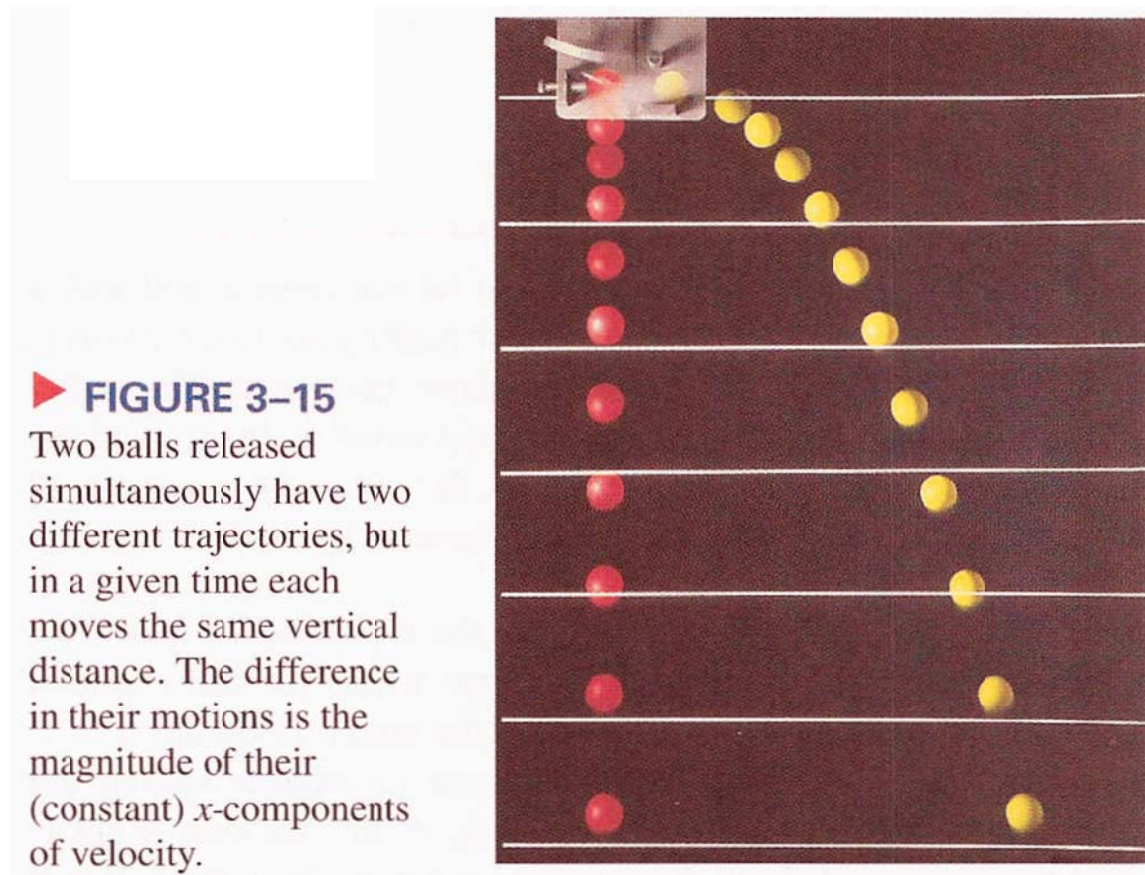 FIGURE 3–15
Two balls released
simultaneously have two
different trajectories, but
in a given time each
moves the same vertical
distance. The difference
in their motions is the
magnitude of their
(constant) x-components
of velocity.